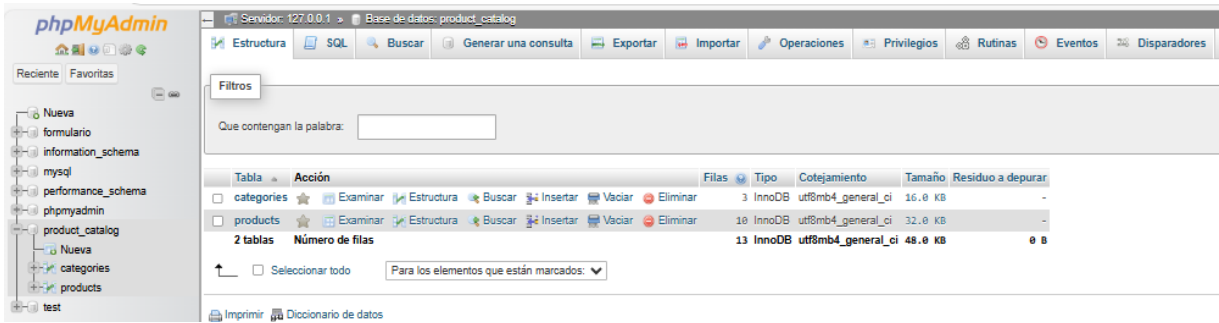 phpMyAdmin
Reciente Favoritas
Nueva
formulario
information_schema
mysql
performance_schema
phpmyadmin
product_catalog
Nueva
categories
products
test
Servidor: 127.0.0.1 » Base de datos: product_catalog
Estructura SQL Buscar Generar una consulta Exportar Importar Operaciones Privilegios Rutinas Eventos Disparadores
Filtros
Que contengan la palabra:
Tabla Acción Filas Tipo Cotejamiento Tamaño Residuo a depurar
categories Examinar Estructura Buscar Insertar Vaciar Eliminar 3 InnoDB utf8mb4_general_ci 16.0 KB -
products Examinar Estructura Buscar Insertar Vaciar Eliminar 10 InnoDB utf8mb4_general_ci 32.0 KB -
2 tablas Número de filas 13 InnoDB utf8mb4_general_ci 48.0 KB 0 B
Seleccionar todo Para los elementos que están marcados:
Imprimir Diccionario de datos